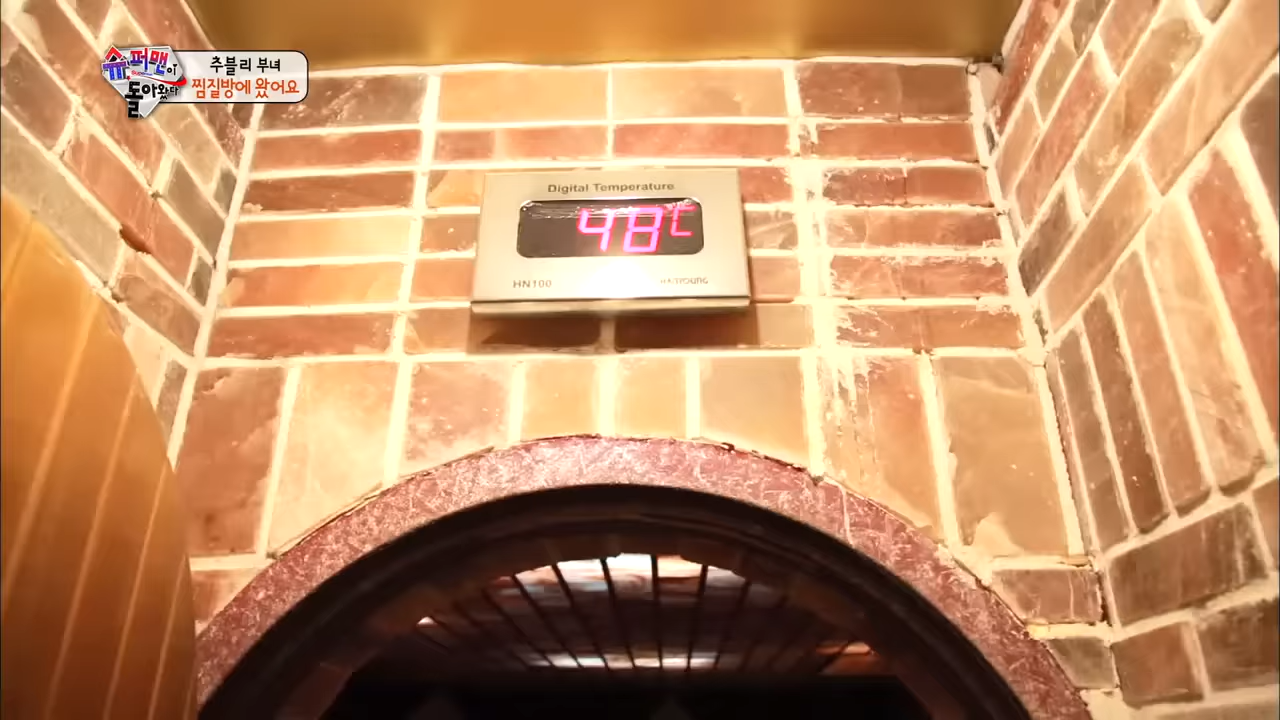 슈퍼맨이
돌아왔다
추블리 부녀
찜질방에 왔어요
Digital Temperature
48℃
HN100